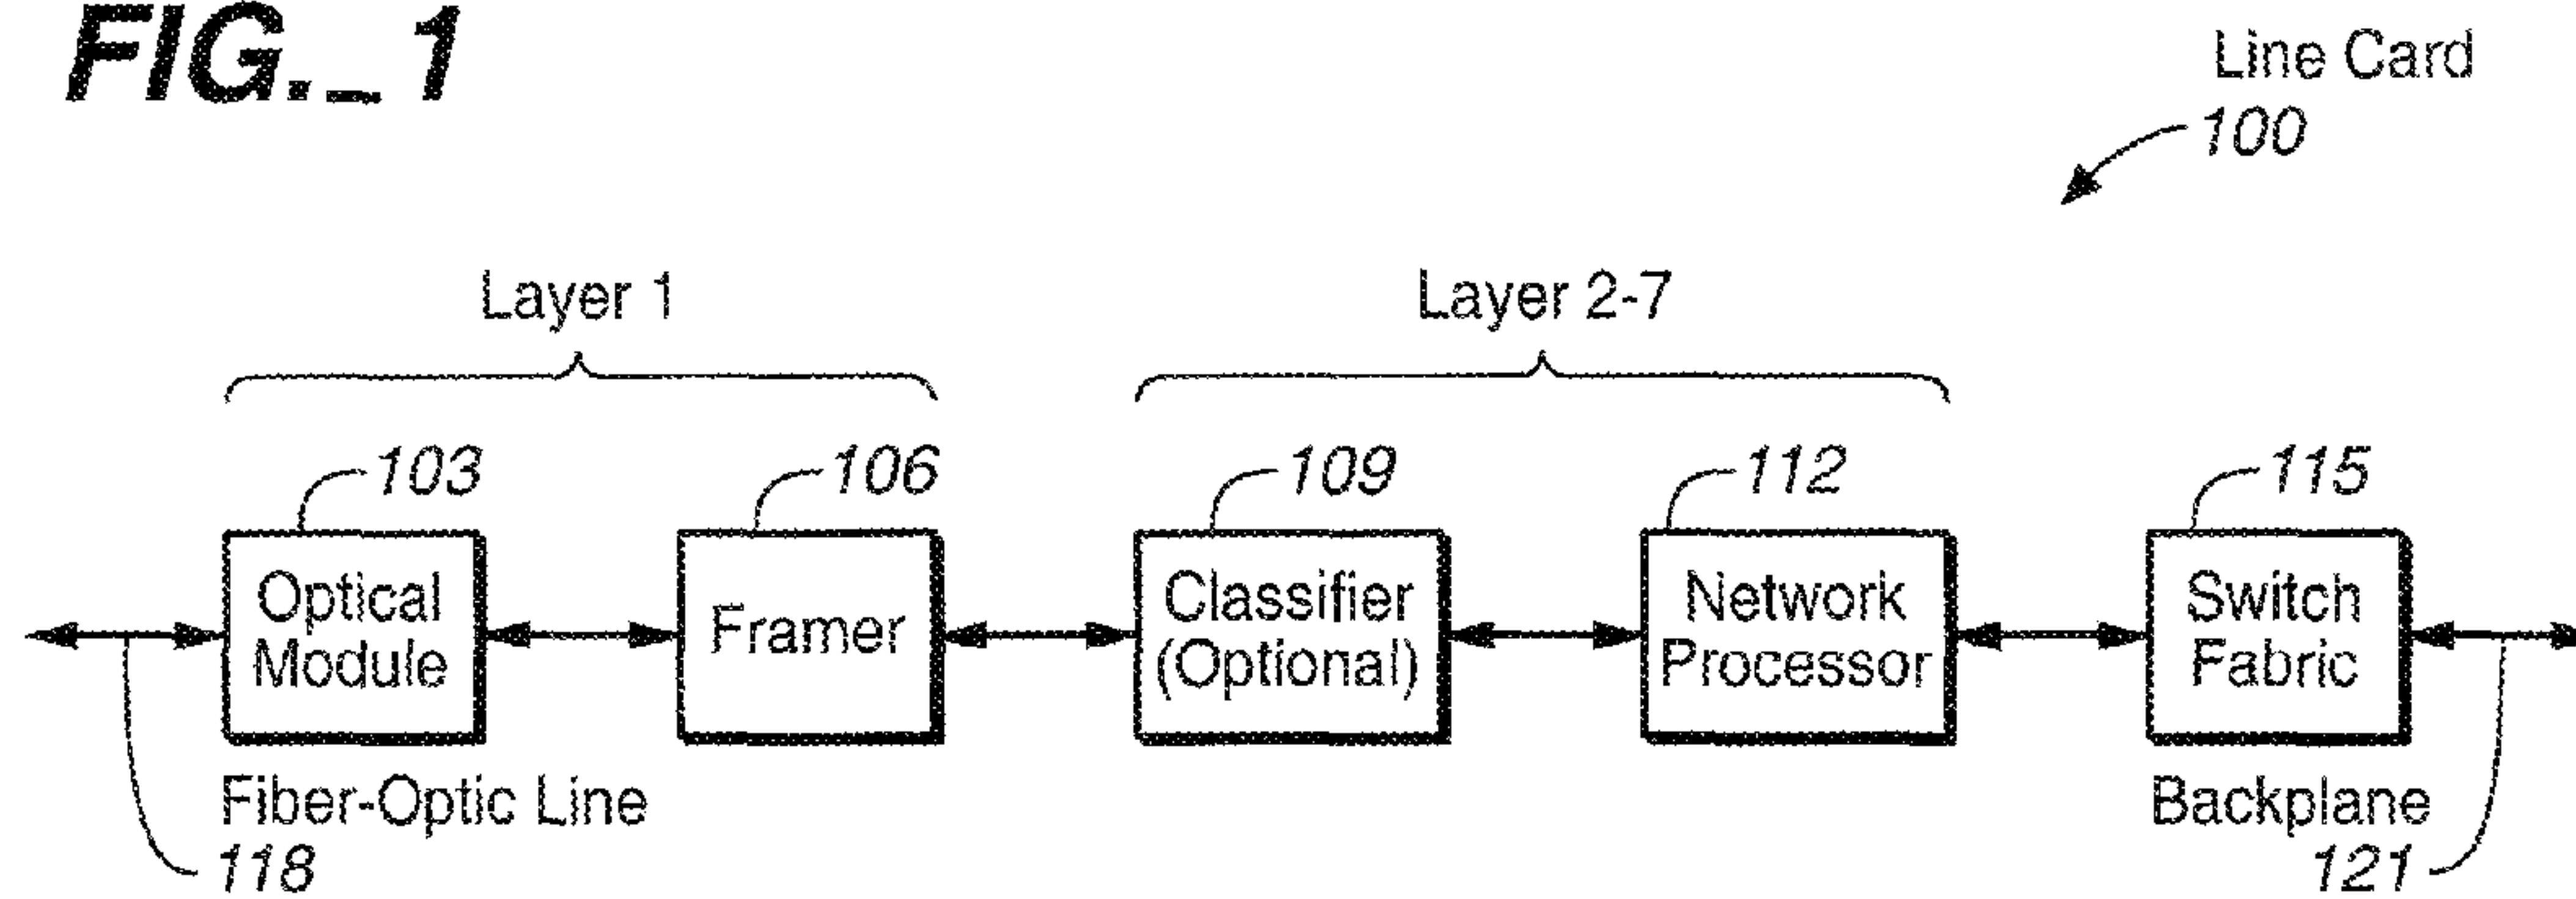 FIG._1
Line Card
100
Layer 1
Layer 2-7
103
106
109
112
115
Optical
Module
Framer
Classifier
(Optional)
Network
Processor
Switch
Fabric
Fiber-Optic Line
118
Backplane
121